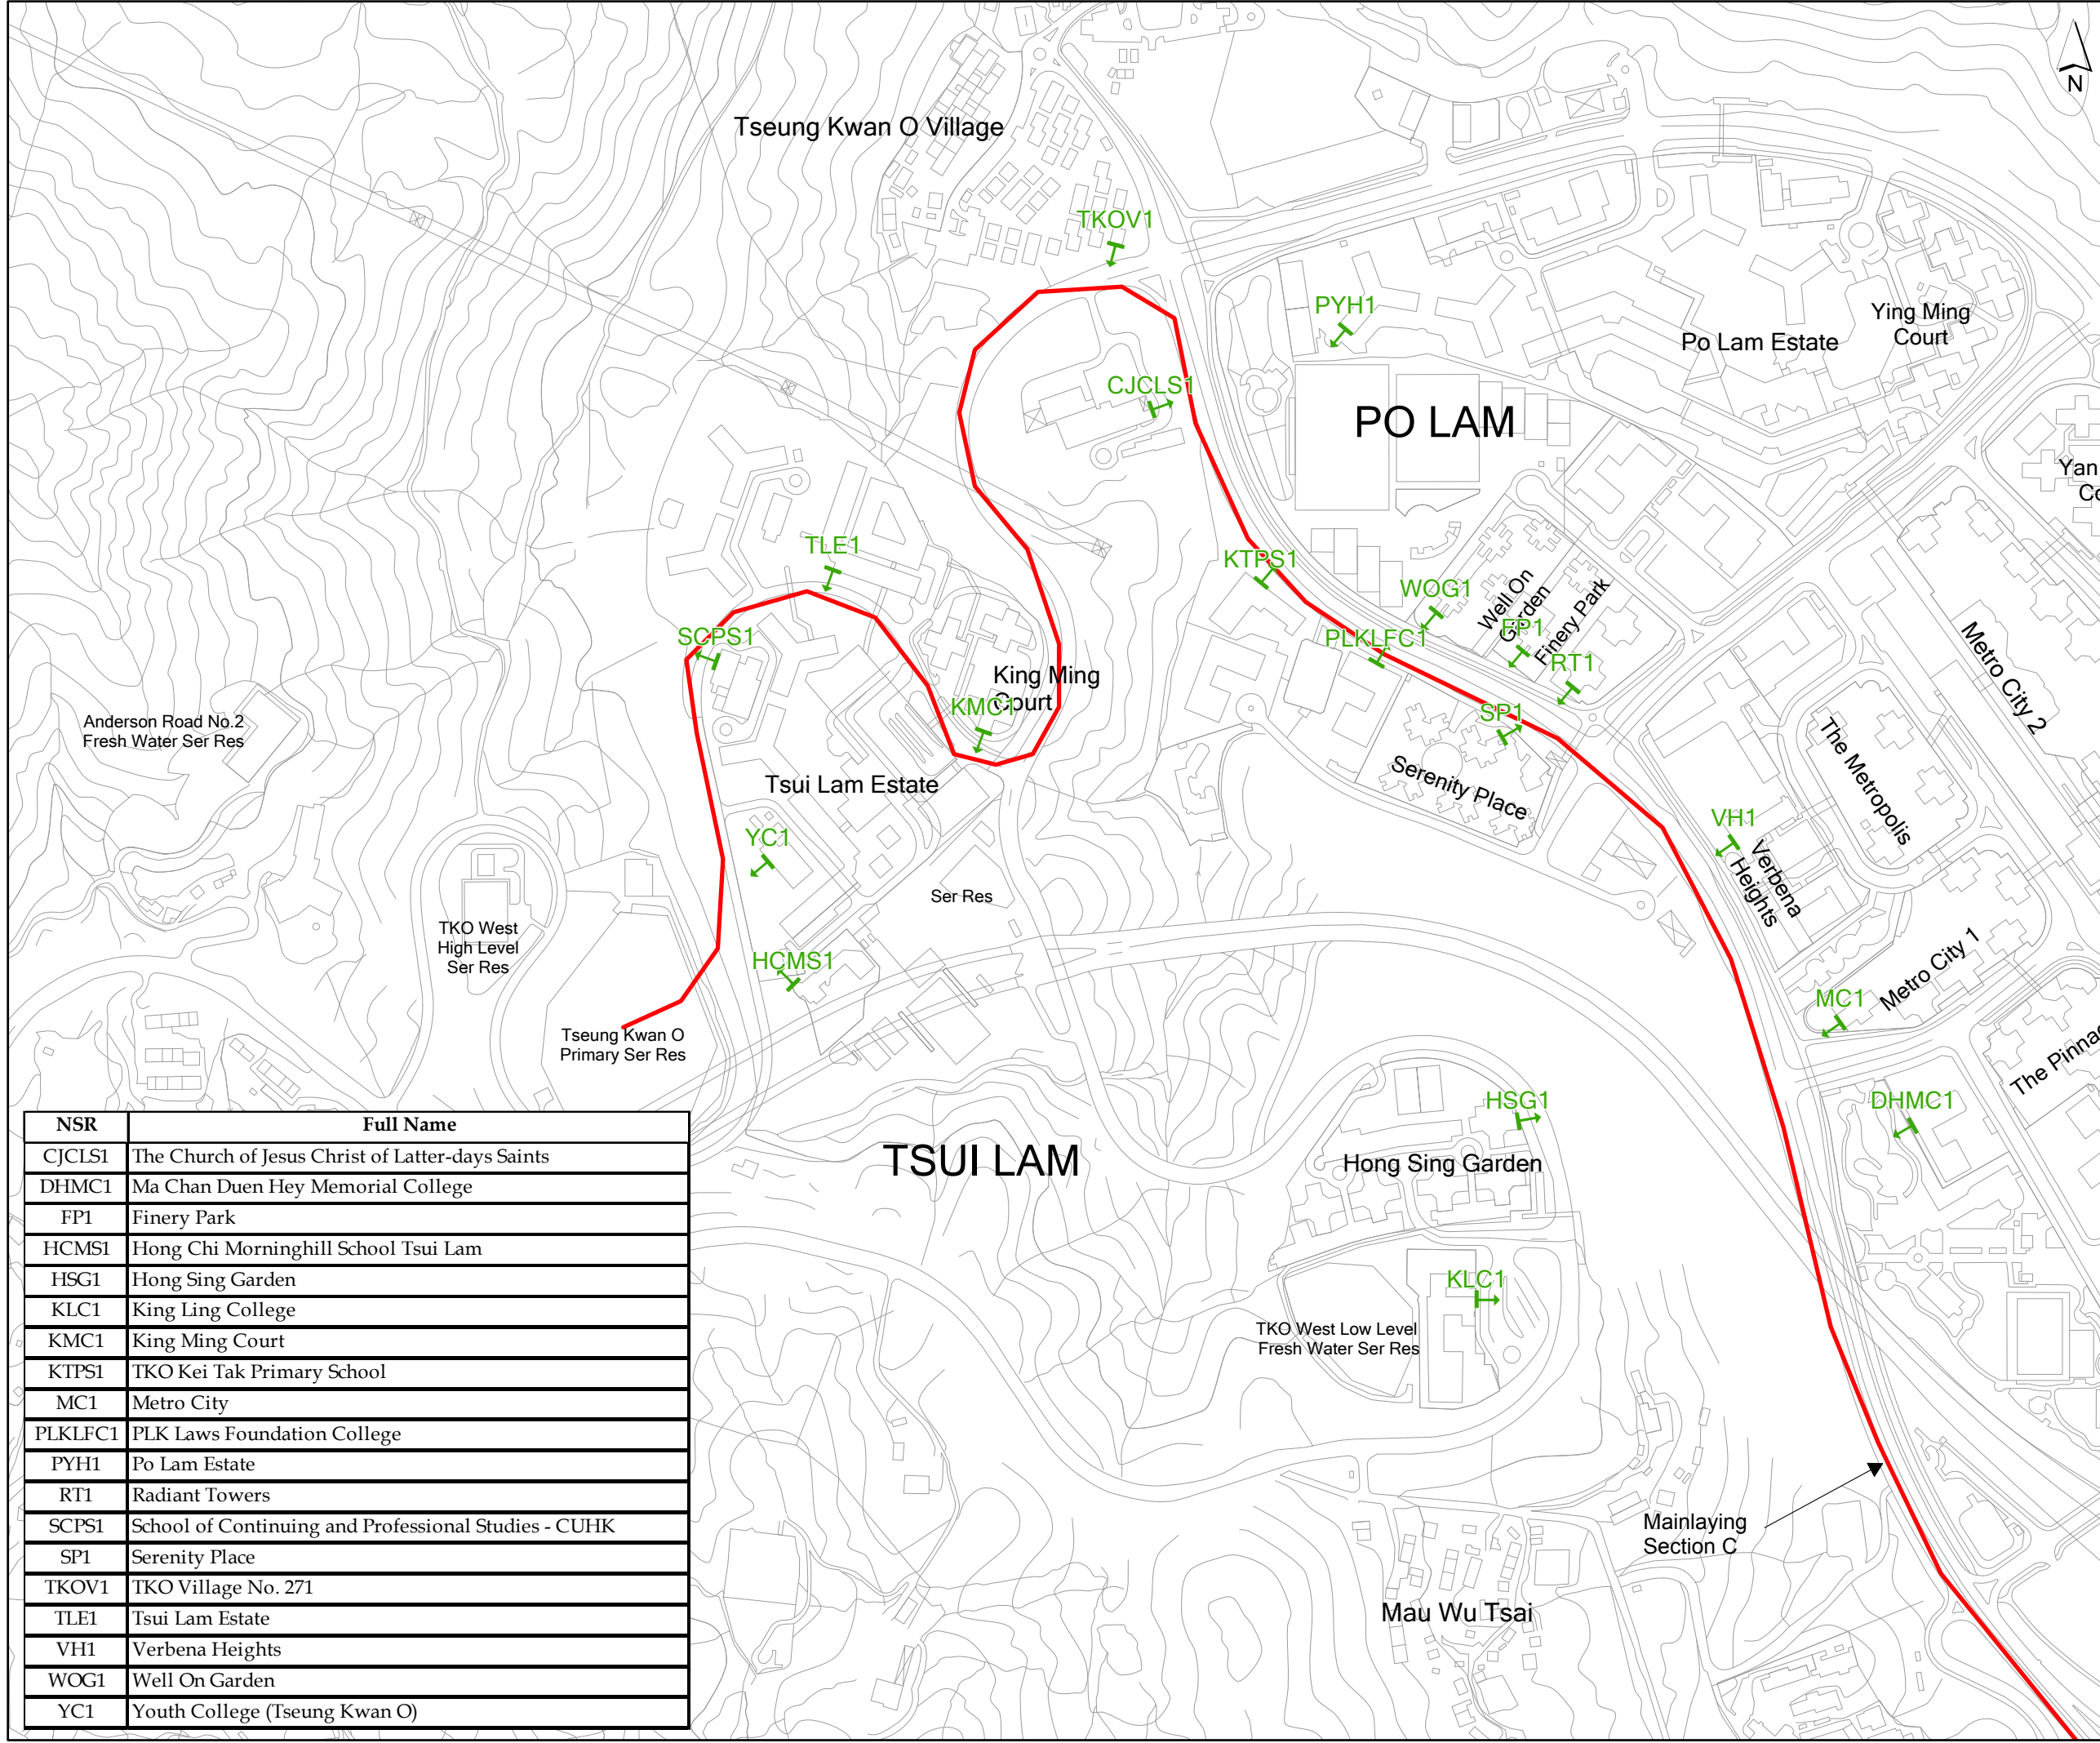 N
Tseung Kwan O Village
TKOV1
PYH1
Ying Ming
Court
Po Lam Estate
CJCLS1
PO LAM
TLE1
KTPS1
WOG1
Well On
Garden
Finery Park
FP1
RT1
PLKLFC1
SCPS1
King Ming
Court
KMC1
SP1
Serenity Place
Metro City 2
The Metropolis
Anderson Road No.2
Fresh Water Ser Res
Tsui Lam Estate
YC1
VH1
Verbena
Heights
Ser Res
TKO West
High Level
Ser Res
HCMS1
Metro City 1
MC1
Tseung Kwan O
Primary Ser Res
HSG1
DHMC1
TSUI LAM
Hong Sing Garden
KLC1
TKO West Low Level
Fresh Water Ser Res
Mainlaying
Section C
Mau Wu Tsai
NSR Full Name
CJCLS1 The Church of Jesus Christ of Latter-days Saints
DHMC1 Ma Chan Duen Hey Memorial College
FP1 Finery Park
HCMS1 Hong Chi Morninghill School Tsui Lam
HSG1 Hong Sing Garden
KLC1 King Ling College
KMC1 King Ming Court
KTPS1 TKO Kei Tak Primary School
MC1 Metro City
PLKLFC1 PLK Laws Foundation College
PYH1 Po Lam Estate
RT1 Radiant Towers
SCPS1 School of Continuing and Professional Studies - CUHK
SP1 Serenity Place
TKOV1 TKO Village No. 271
TLE1 Tsui Lam Estate
VH1 Verbena Heights
WOG1 Well On Garden
YC1 Youth College (Tseung Kwan O)
The